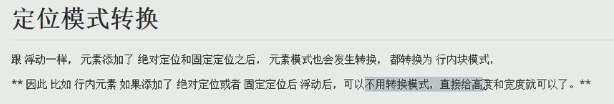 定位模式转换
跟 浮动一样， 元素添加了 绝对定位和固定定位之后， 元素模式也会发生转换， 都转换为 行内块模式，
** 因此 比如 行内元素 如果添加了 绝对定位或者 固定定位后 浮动后，可以不用转换模式，直接给高度和宽度就可以了。**